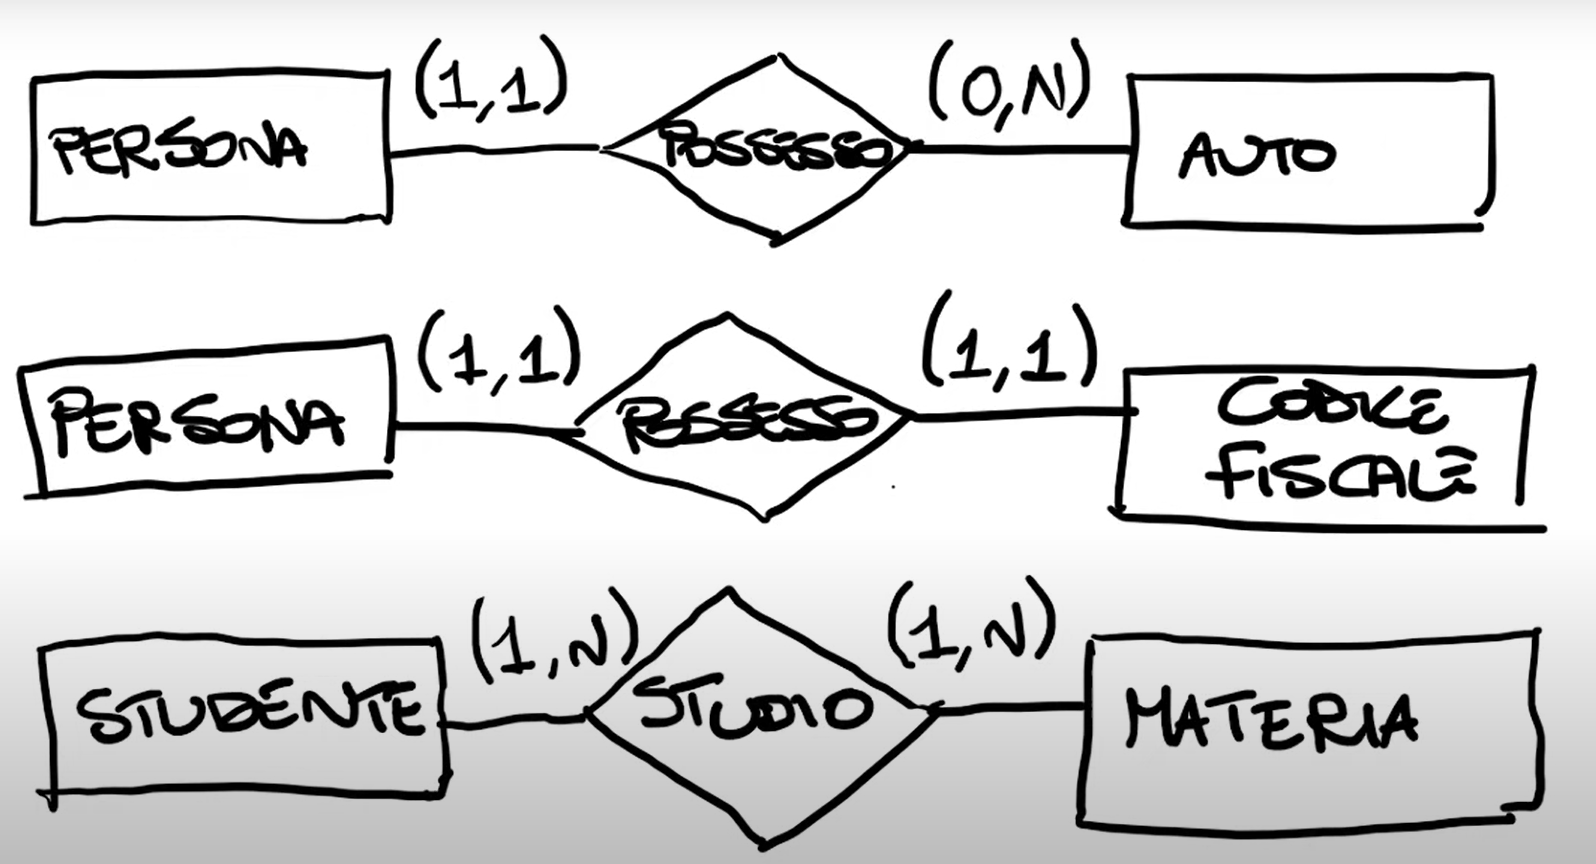 (1,1) (0,N)
PERSONA POSSESSO AUTO
(1,1) (1,1)
PERSONA POSSESSO CODICE
FISCALE
(1,N) (1,N)
STUDENTE STUDIO MATERIA